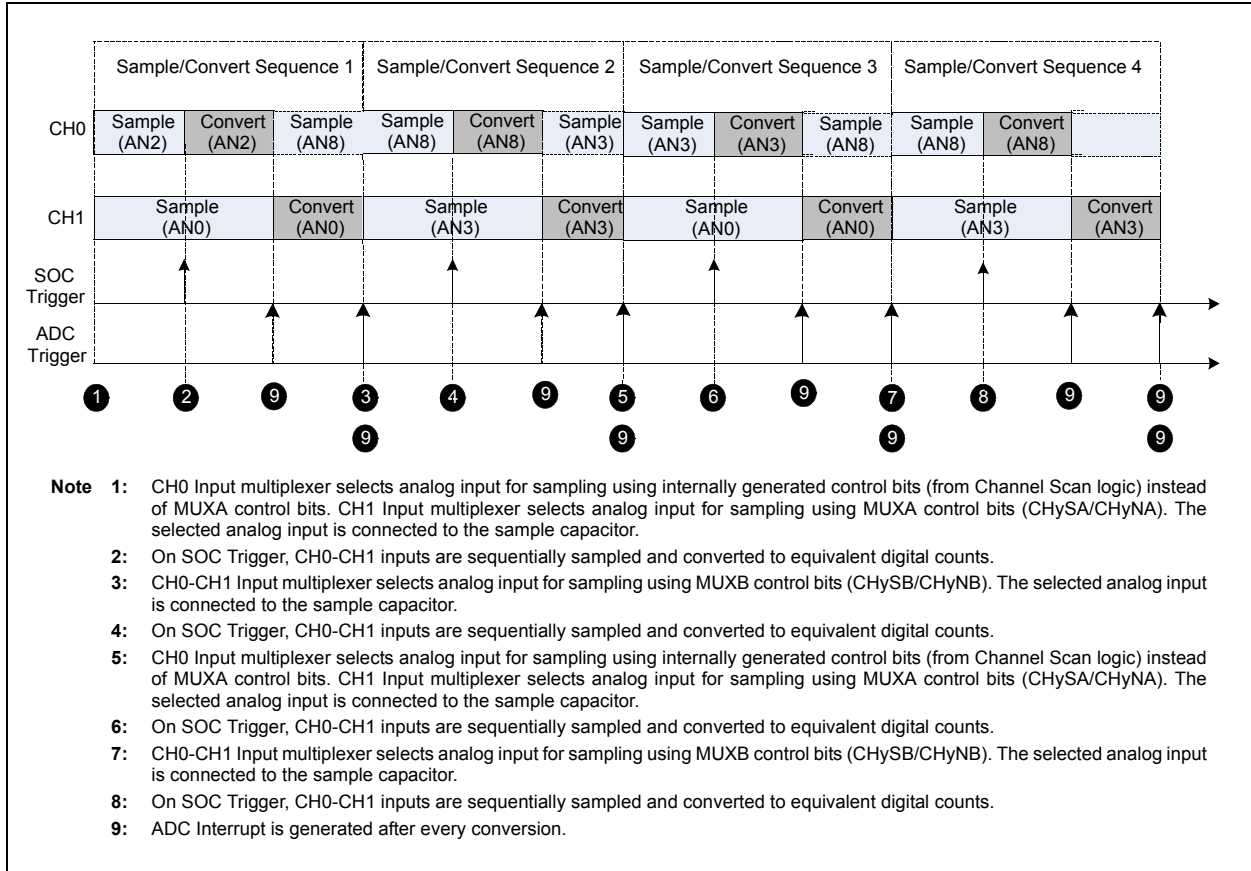 Sample/Convert Sequence 1 Sample/Convert Sequence 2 Sample/Convert Sequence 3 Sample/Convert Sequence 4
CH0
Sample (AN2)
Convert (AN2)
Sample (AN8)
Sample (AN8)
Convert (AN8)
Sample (AN3)
Sample (AN3)
Convert (AN3)
Sample (AN8)
Sample (AN8)
Convert (AN8)
CH1
Sample (AN0)
Convert (AN0)
Sample (AN3)
Convert (AN3)
Sample (AN0)
Convert (AN0)
Sample (AN3)
Convert (AN3)
SOC
Trigger
ADC
Trigger
1 2 9 3 4 9 5 6 9 7 8 9 9
9 9 9 9
Note 1: CH0 Input multiplexer selects analog input for sampling using internally generated control bits (from Channel Scan logic) instead
of MUXA control bits. CH1 Input multiplexer selects analog input for sampling using MUXA control bits (CHySA/CHyNA). The
selected analog input is connected to the sample capacitor.
2: On SOC Trigger, CH0-CH1 inputs are sequentially sampled and converted to equivalent digital counts.
3: CH0-CH1 Input multiplexer selects analog input for sampling using MUXB control bits (CHySB/CHyNB). The selected analog input
is connected to the sample capacitor.
4: On SOC Trigger, CH0-CH1 inputs are sequentially sampled and converted to equivalent digital counts.
5: CH0 Input multiplexer selects analog input for sampling using internally generated control bits (from Channel Scan logic) instead
of MUXA control bits. CH1 Input multiplexer selects analog input for sampling using MUXA control bits (CHySA/CHyNA). The
selected analog input is connected to the sample capacitor.
6: On SOC Trigger, CH0-CH1 inputs are sequentially sampled and converted to equivalent digital counts.
7: CH0-CH1 Input multiplexer selects analog input for sampling using MUXB control bits (CHySB/CHyNB). The selected analog input
is connected to the sample capacitor.
8: On SOC Trigger, CH0-CH1 inputs are sequentially sampled and converted to equivalent digital counts.
9: ADC Interrupt is generated after every conversion.